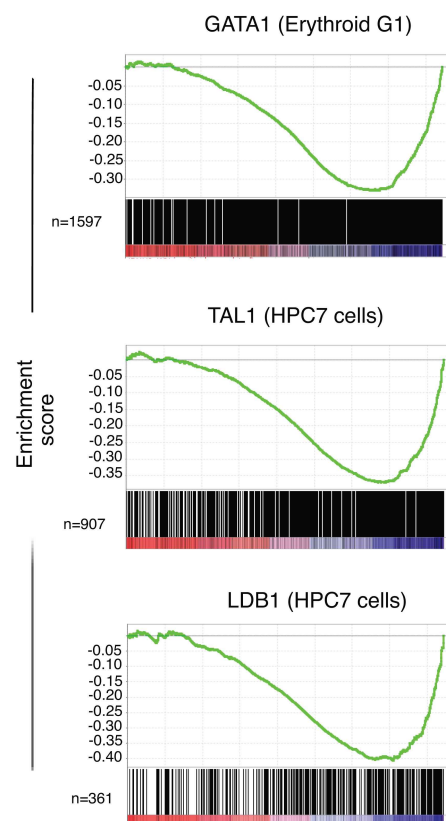 GATA1 (Erythroid G1)
-0.05
-0.10
-0.15
-0.20
-0.25
-0.30
n=1597
TAL1 (HPC7 cells)
-0.05
-0.10
-0.15
-0.20
-0.25
-0.30
-0.35
n=907
Enrichment
score
LDB1 (HPC7 cells)
-0.05
-0.10
-0.15
-0.20
-0.25
-0.30
-0.35
-0.40
n=361